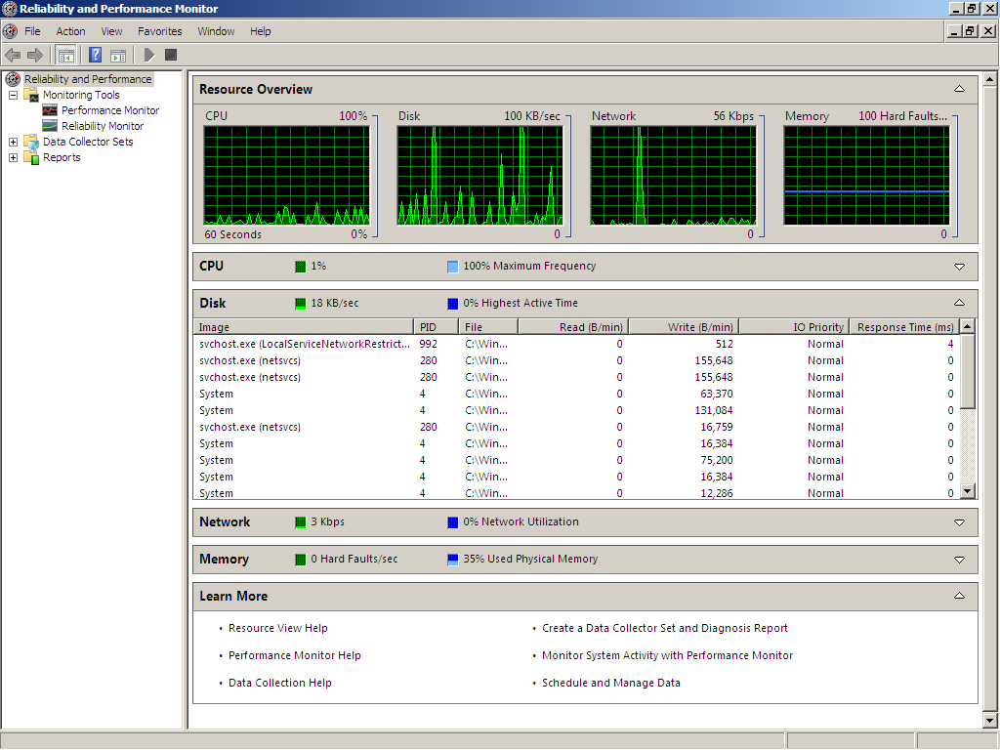 Reliability and Performance Monitor
File Action View Favorites Window Help
Reliability and Performance
Monitoring Tools
Performance Monitor
Reliability Monitor
Data Collector Sets
Reports
Resource Overview
CPU 100% Disk 100 KB/sec Network 56 Kbps Memory 100 Hard Faults...
60 Seconds 0% 0 0 0
CPU 1% 100% Maximum Frequency
Disk 18 KB/sec 0% Highest Active Time
Image PID File Read (B/min) Write (B/min) IO Priority Response Time (ms)
svchost.exe (LocalServiceNetworkRestrict... 992 C:\Win... 0 512 Normal 4
svchost.exe (netsvcs) 280 C:\Win... 0 155,648 Normal 0
svchost.exe (netsvcs) 280 C:\Win... 0 155,648 Normal 0
System 4 C:\Win... 0 63,370 Normal 0
System 4 C:\Win... 0 131,084 Normal 0
svchost.exe (netsvcs) 280 C:\Win... 0 16,759 Normal 0
System 4 C:\Win... 0 16,384 Normal 0
System 4 C:\Win... 0 75,200 Normal 0
System 4 C:\Win... 0 16,384 Normal 0
System 4 C:\Win... 0 12,286 Normal 0
Network 3 Kbps 0% Network Utilization
Memory 0 Hard Faults/sec 35% Used Physical Memory
Learn More
• Resource View Help • Create a Data Collector Set and Diagnosis Report
• Performance Monitor Help • Monitor System Activity with Performance Monitor
• Data Collection Help • Schedule and Manage Data